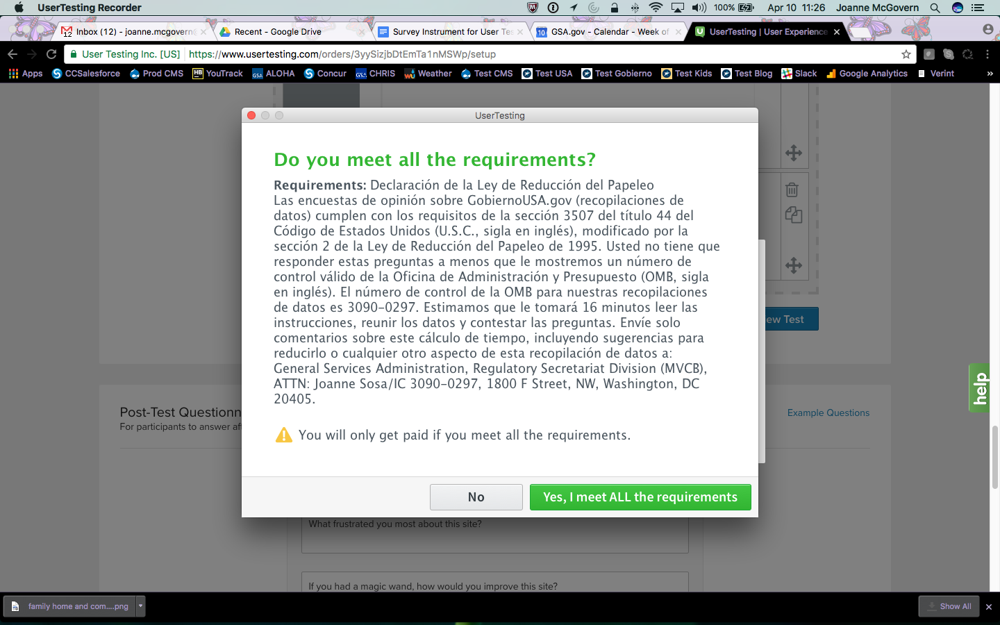 UserTesting Recorder
100%
Apr 10 11:26
Joanne McGovern
12
Inbox (12) - joanne.mcgovern@
Recent - Google Drive
Survey Instrument for User Te
10
GSA.gov - Calendar - Week of
UserTesting | User Experience
User Testing Inc. [US]
https://www.usertesting.com/orders/3yySizjbDtEmTa1nMSWp/setup
Apps
CCSalesforce
Prod CMS
HB
YouTrack
GSA
ALOHA
Concur
GSA
CHRIS
Weather
Test CMS
Test USA
Test Gobierno
Test Kids
Test Blog
Slack
Google Analytics
Verint
»
UserTesting
Do you meet all the requirements?
Requirements: Declaración de la Ley de Reducción del Papeleo
Las encuestas de opinión sobre GobiernoUSA.gov (recopilaciones de
datos) cumplen con los requisitos de la sección 3507 del título 44 del
Código de Estados Unidos (U.S.C., sigla en inglés), modificado por la
sección 2 de la Ley de Reducción del Papeleo de 1995. Usted no tiene que
responder estas preguntas a menos que le mostremos un número de
control válido de la Oficina de Administración y Presupuesto (OMB, sigla
en inglés). El número de control de la OMB para nuestras recopilaciones
de datos es 3090-0297. Estimamos que le tomará 16 minutos leer las
instrucciones, reunir los datos y contestar las preguntas. Envíe solo
comentarios sobre este cálculo de tiempo, incluyendo sugerencias para
reducirlo o cualquier otro aspecto de esta recopilación de datos a:
General Services Administration, Regulatory Secretariat Division (MVCB),
ATTN: Joanne Sosa/IC 3090-0297, 1800 F Street, NW, Washington, DC
20405.
You will only get paid if you meet all the requirements.
No
Yes, I meet ALL the requirements
ew Test
help
Post-Test Questionn
For participants to answer af
Example Questions
What frustrated you most about this site?
If you had a magic wand, how would you improve this site?
family home and com....png
Show All